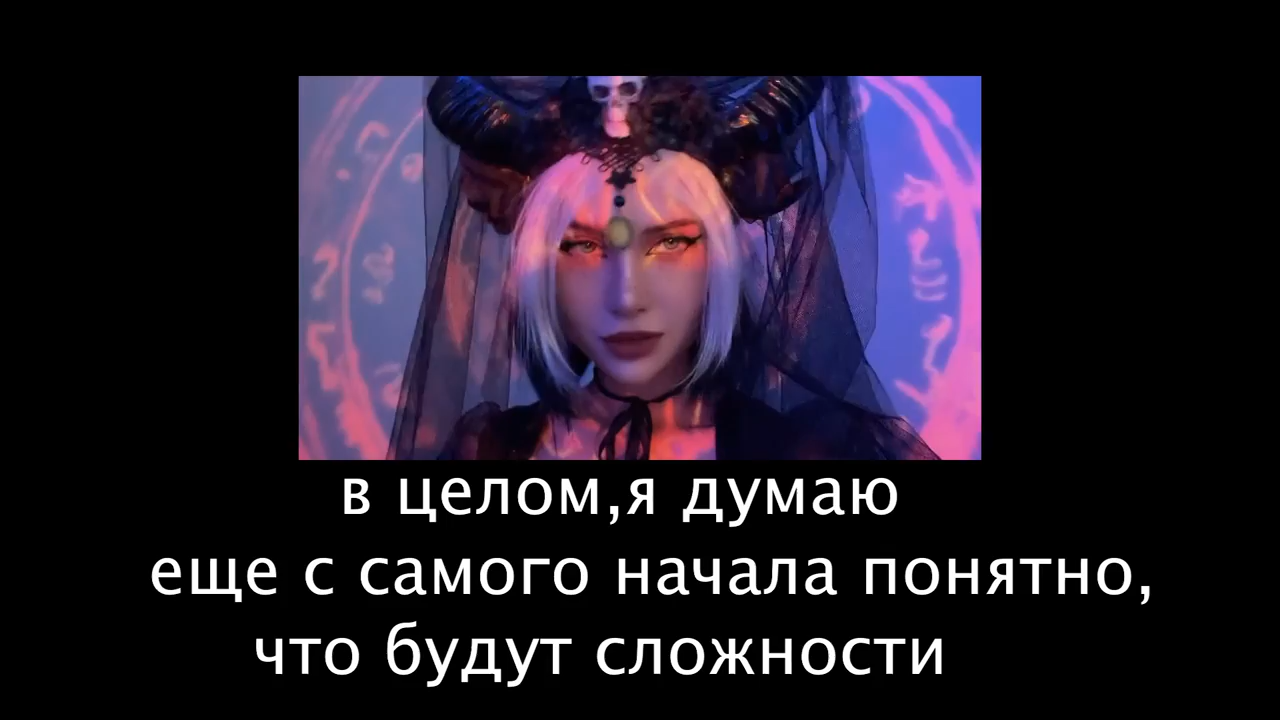 в целом,я думаю
еще с самого начала понятно,
что будут сложности